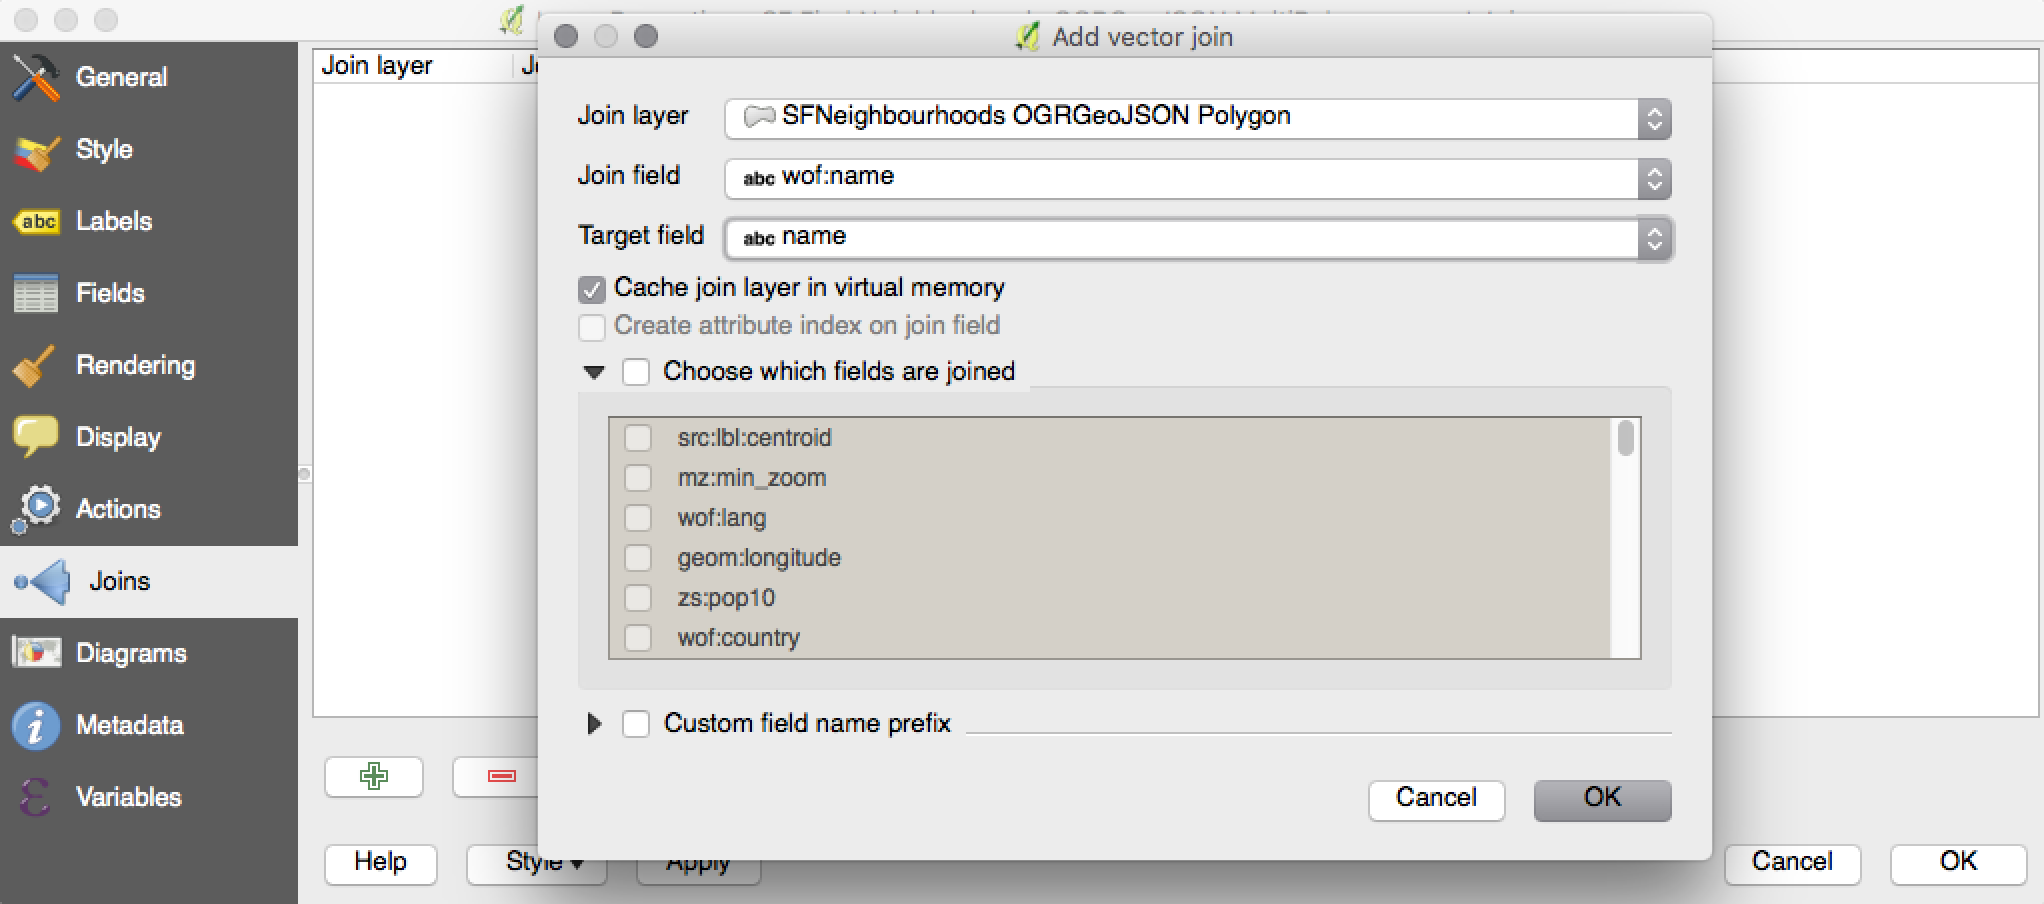 Add vector join
General
Style
abc Labels
Fields
Rendering
Display
Actions
Joins
Diagrams
Metadata
Variables
Join layer
Join layer SFNeighbourhoods OGRGeoJSON Polygon
Join field abc wof:name
Target field abc name
Cache join layer in virtual memory
Create attribute index on join field
Choose which fields are joined
src:lbl:centroid
mz:min_zoom
wof:lang
geom:longitude
zs:pop10
wof:country
Custom field name prefix
Cancel OK
Help Style Apply Cancel OK